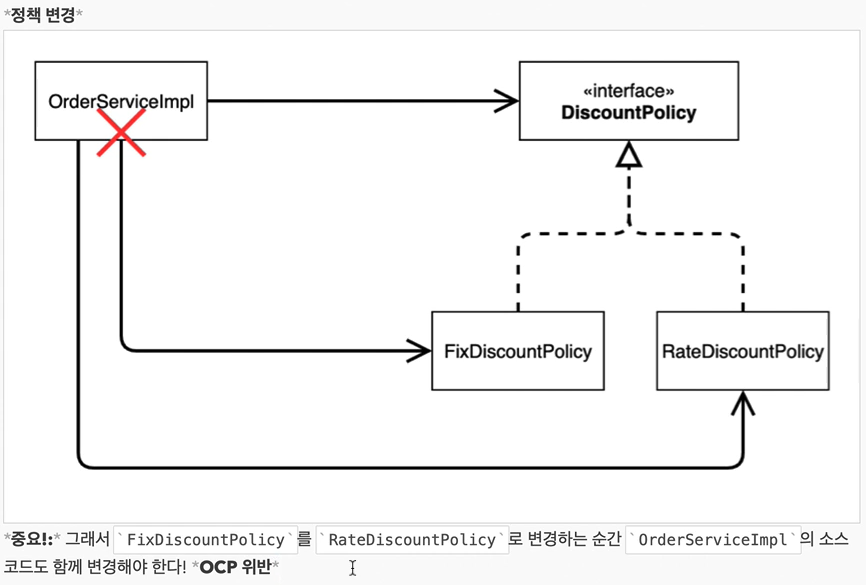 *정책 변경*
OrderServiceImpl
«interface»
DiscountPolicy
FixDiscountPolicy
RateDiscountPolicy
*중요!:* 그래서 `FixDiscountPolicy`를 `RateDiscountPolicy`로 변경하는 순간 `OrderServiceImpl`의 소스
코드도 함께 변경해야 한다! *OCP 위반*